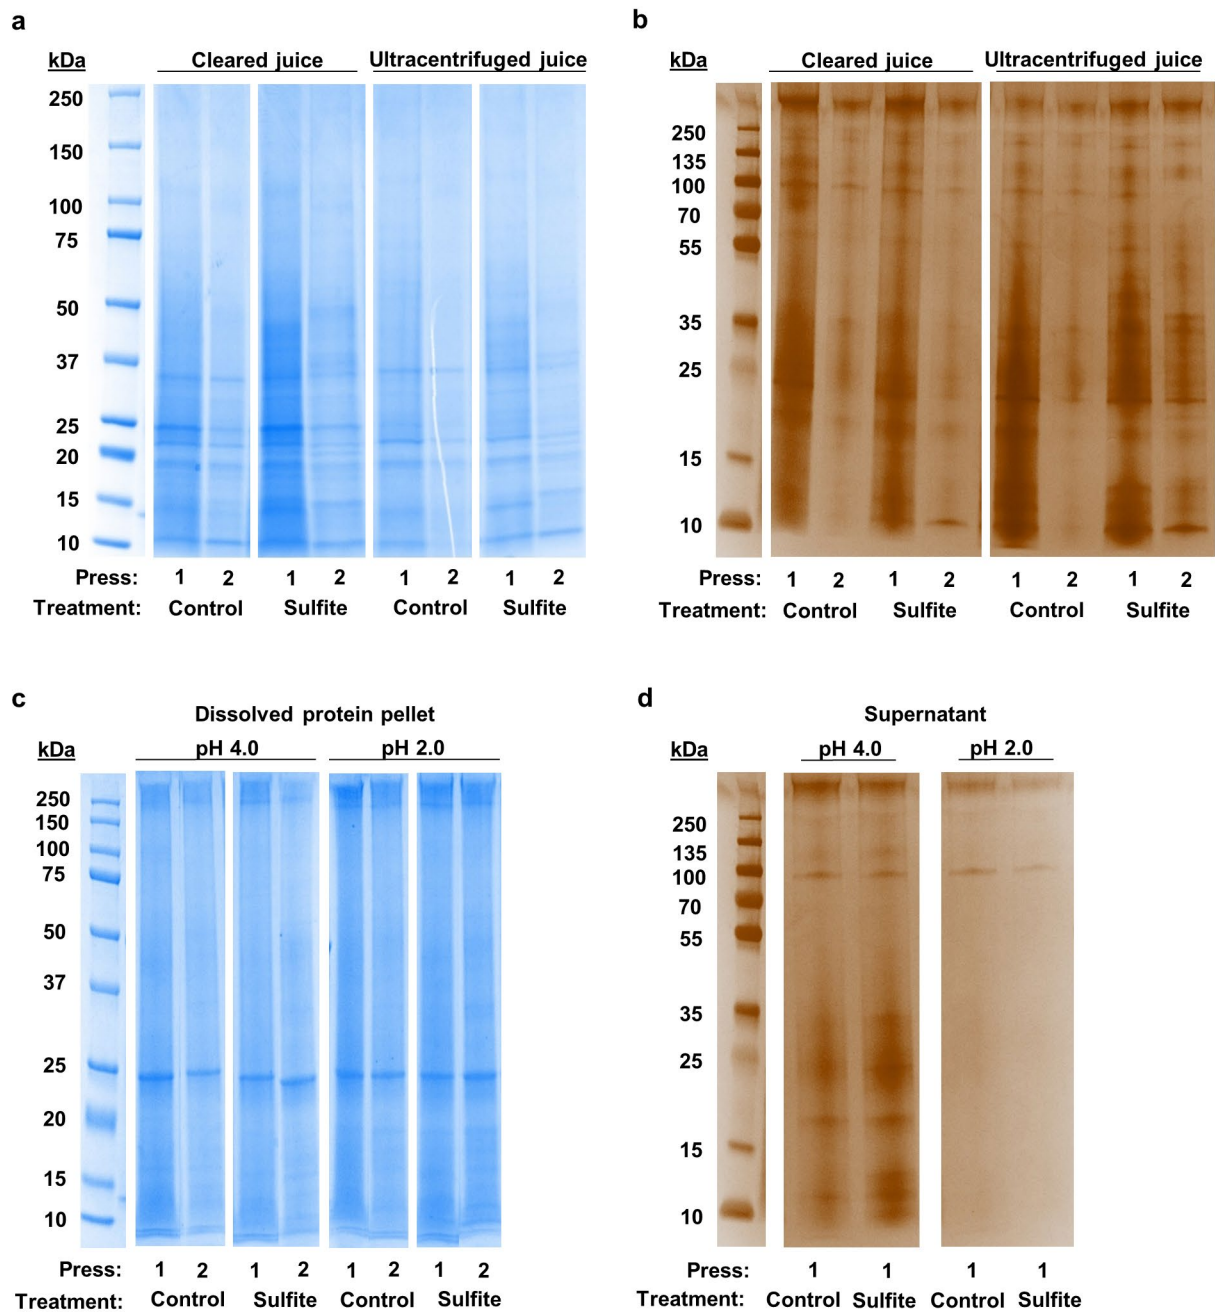 a
kDa
Cleared juice
Ultracentrifuged juice
250
150
100
75
50
37
25
20
15
10
Press: 1 2 1 2 1 2 1 2
Treatment: Control Sulfite Control Sulfite
b
kDa
Cleared juice
Ultracentrifuged juice
250
135
100
70
55
35
25
15
10
Press: 1 2 1 2 1 2 1 2
Treatment: Control Sulfite Control Sulfite
c
Dissolved protein pellet
kDa
pH 4.0
pH 2.0
250
150
100
75
50
37
25
20
15
10
Press: 1 2 1 2 1 2 1 2
Treatment: Control Sulfite Control Sulfite
d
Supernatant
kDa
pH 4.0
pH 2.0
250
135
100
70
55
35
25
15
10
Press: 1 1 1 1
Treatment: Control Sulfite Control Sulfite